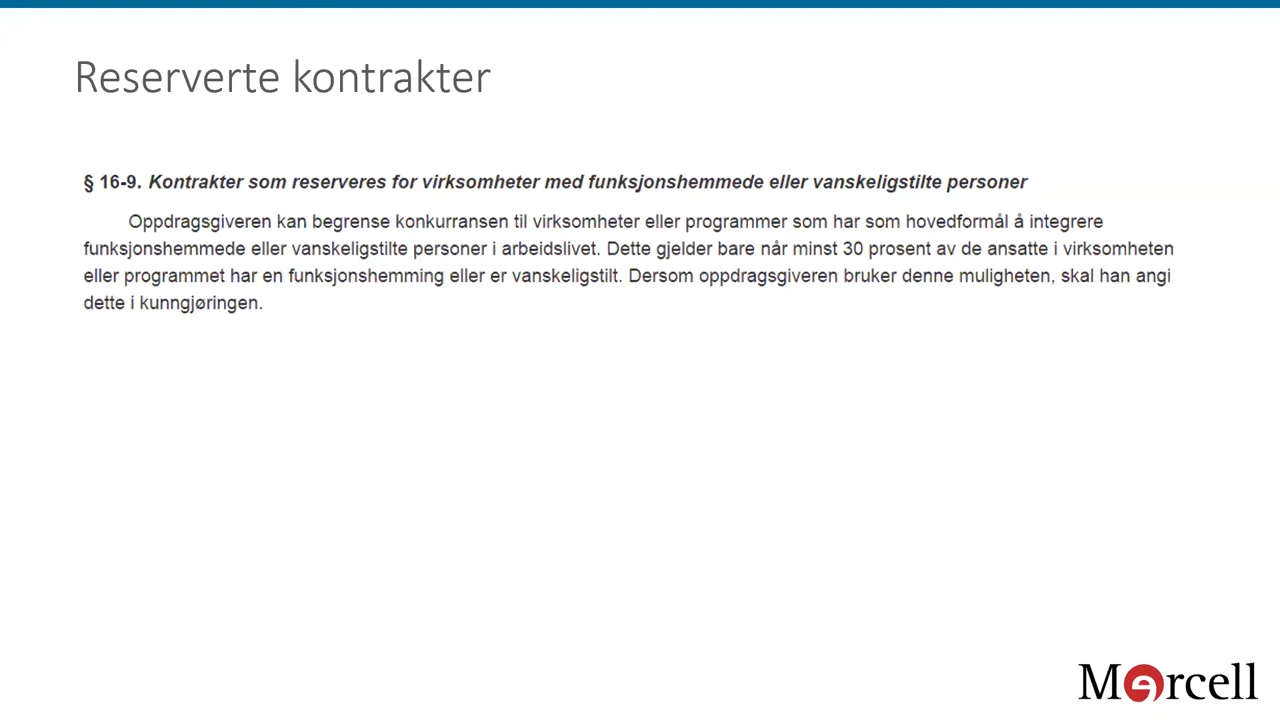 Reserverte kontrakter
§ 16-9. Kontrakter som reserveres for virksomheter med funksjonshemmede eller vanskeligstilte personer
Oppdragsgiveren kan begrense konkurransen til virksomheter eller programmer som har som hovedformål å integrere
funksjonshemmede eller vanskeligstilte personer i arbeidslivet. Dette gjelder bare når minst 30 prosent av de ansatte i virksomheten
eller programmet har en funksjonshemming eller er vanskeligstilt. Dersom oppdragsgiveren bruker denne muligheten, skal han angi
dette i kunngjøringen.
Mercell